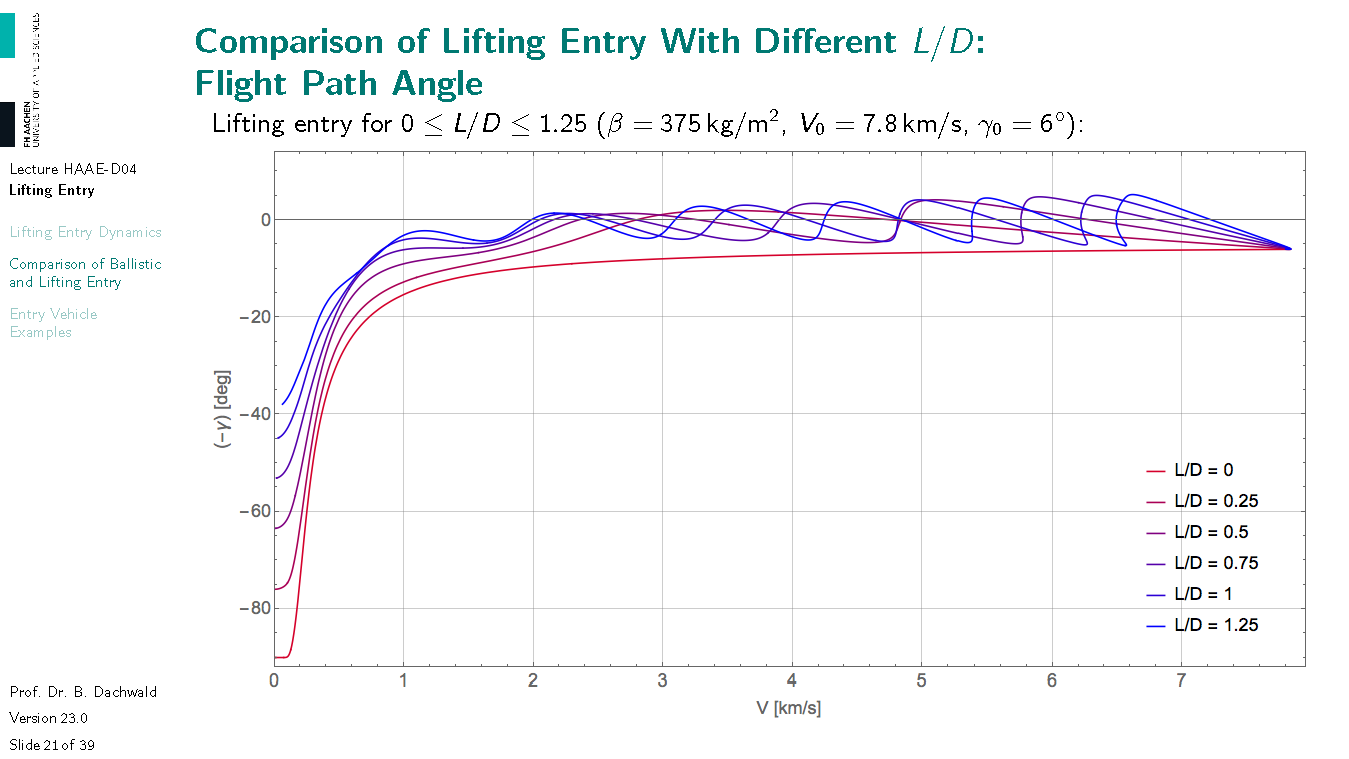 FH AACHEN
UNIVERSITY OF APPLIED SCIENCES
Comparison of Lifting Entry With Different L/D:
Flight Path Angle
Lifting entry for 0 ≤ L/D ≤ 1.25 (β = 375 kg/m², V₀ = 7.8 km/s, γ₀ = 6°):
Lecture HAAE-D04
Lifting Entry
Lifting Entry Dynamics
Comparison of Ballistic
and Lifting Entry
Entry Vehicle
Examples
0
−20
−40
−60
−80
(−γ) [deg]
L/D = 0
L/D = 0.25
L/D = 0.5
L/D = 0.75
L/D = 1
L/D = 1.25
0 1 2 3 4 5 6 7
V [km/s]
Prof. Dr. B. Dachwald
Version 23.0
Slide 21 of 39